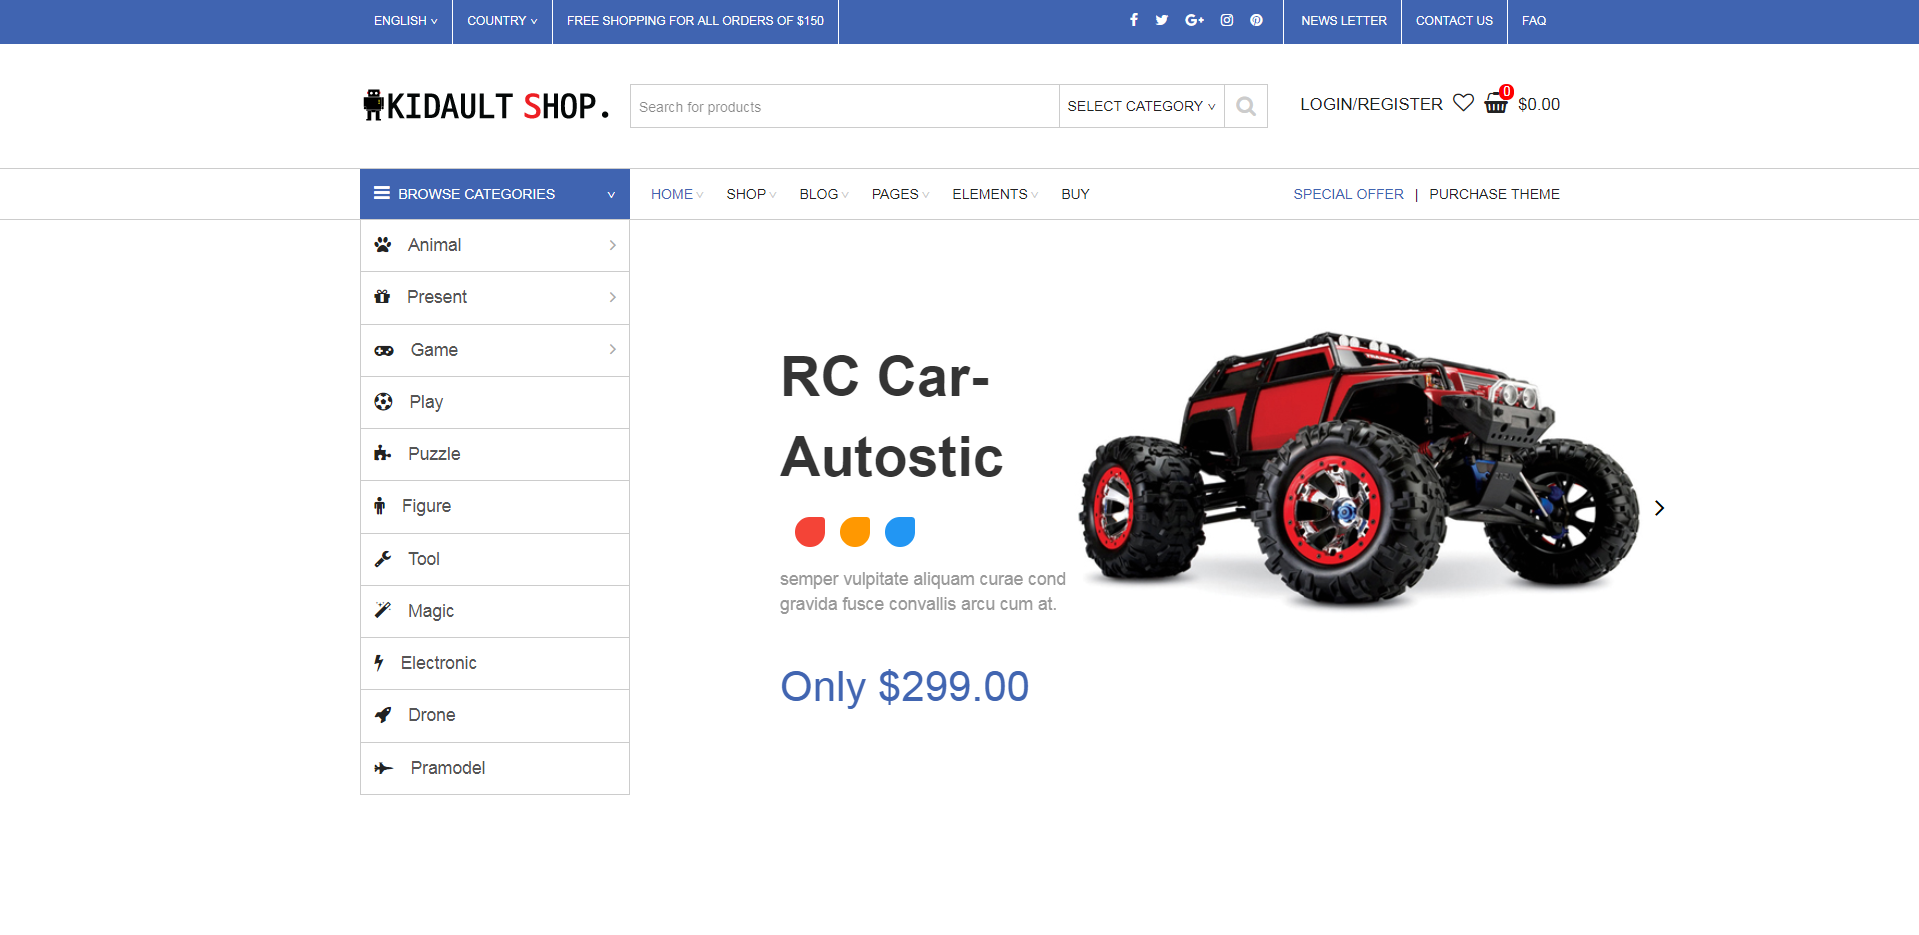 ENGLISH
COUNTRY
FREE SHOPPING FOR ALL ORDERS OF $150
NEWS LETTER
CONTACT US
FAQ
KIDAULT SHOP.
Search for products
SELECT CATEGORY
LOGIN/REGISTER
0
$0.00
BROWSE CATEGORIES
HOME
SHOP
BLOG
PAGES
ELEMENTS
BUY
SPECIAL OFFER | PURCHASE THEME
Animal
Present
Game
Play
Puzzle
Figure
Tool
Magic
Electronic
Drone
Pramodel
RC Car-
Autostic
semper vulpitate aliquam curae cond
gravida fusce convallis arcu cum at.
Only $299.00